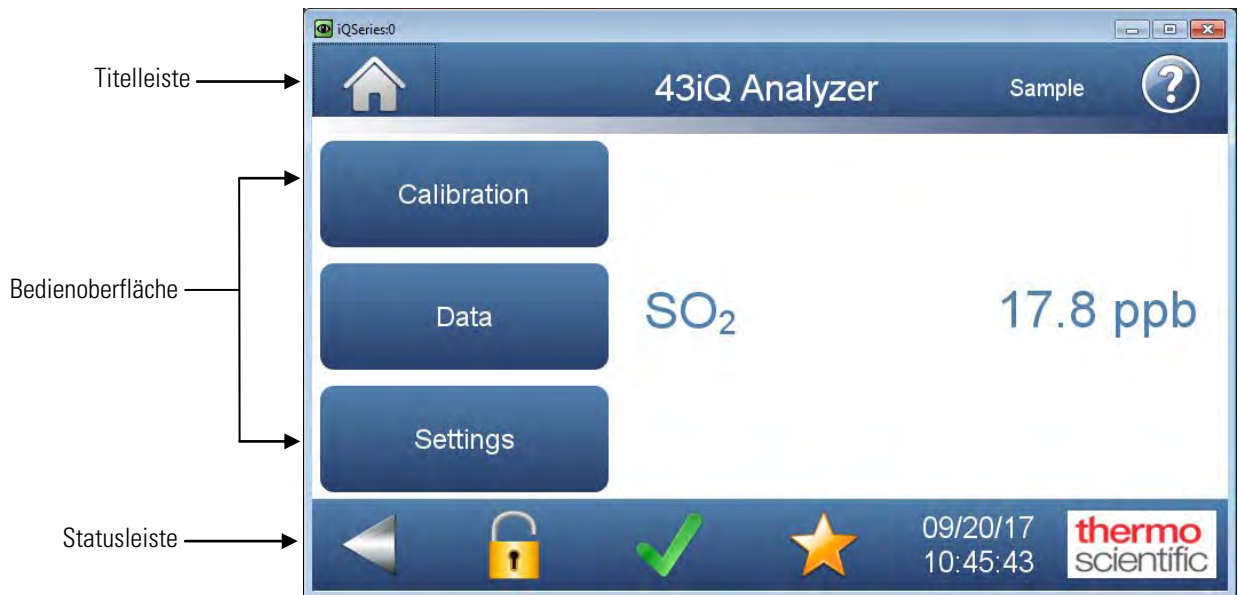 iQSeries:0
Titelleiste
43iQ Analyzer
Sample
?
Calibration
Bedienoberfläche
Data
SO₂
17.8 ppb
Settings
Statusleiste
09/20/17
10:45:43
thermo
scientific